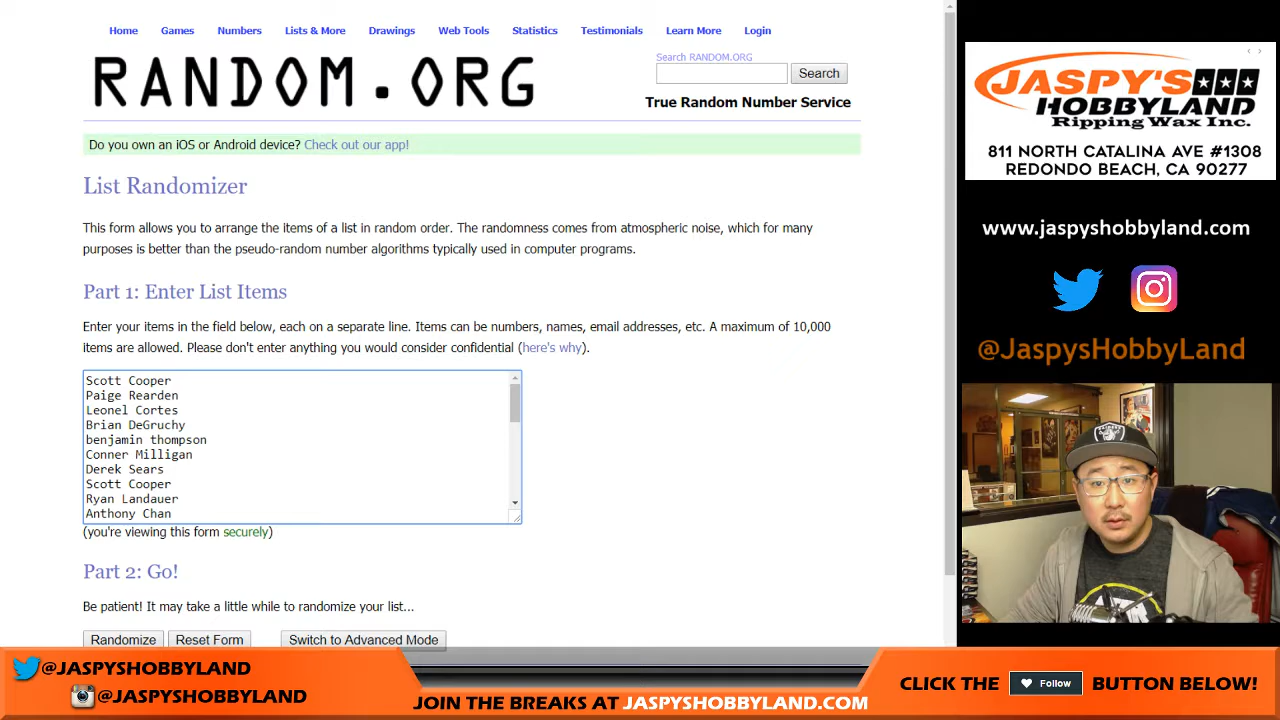 Home Games Numbers Lists & More Drawings Web Tools Statistics Testimonials Learn More Login
RANDOM.ORG
Search RANDOM.ORG
Search
True Random Number Service
Do you own an iOS or Android device? Check out our app!
List Randomizer
This form allows you to arrange the items of a list in random order. The randomness comes from atmospheric noise, which for many
purposes is better than the pseudo-random number algorithms typically used in computer programs.
Part 1: Enter List Items
Enter your items in the field below, each on a separate line. Items can be numbers, names, email addresses, etc. A maximum of 10,000
items are allowed. Please don't enter anything you would consider confidential (here's why).
Scott Cooper
Paige Rearden
Leonel Cortes
Brian DeGruchy
benjamin thompson
Conner Milligan
Derek Sears
Scott Cooper
Ryan Landauer
Anthony Chan
(you're viewing this form securely)
Part 2: Go!
Be patient! It may take a little while to randomize your list...
Randomize Reset Form Switch to Advanced Mode
JASPY'S
HOBBYLAND
Ripping Wax Inc.
811 NORTH CATALINA AVE #1308
REDONDO BEACH, CA 90277
www.jaspyshobbyland.com
@JaspysHobbyLand
RAIDERS
@JASPYSHOBBYLAND
@JASPYSHOBBYLAND
JOIN THE BREAKS AT JASPYSHOBBYLAND.COM
CLICK THE Follow BUTTON BELOW!